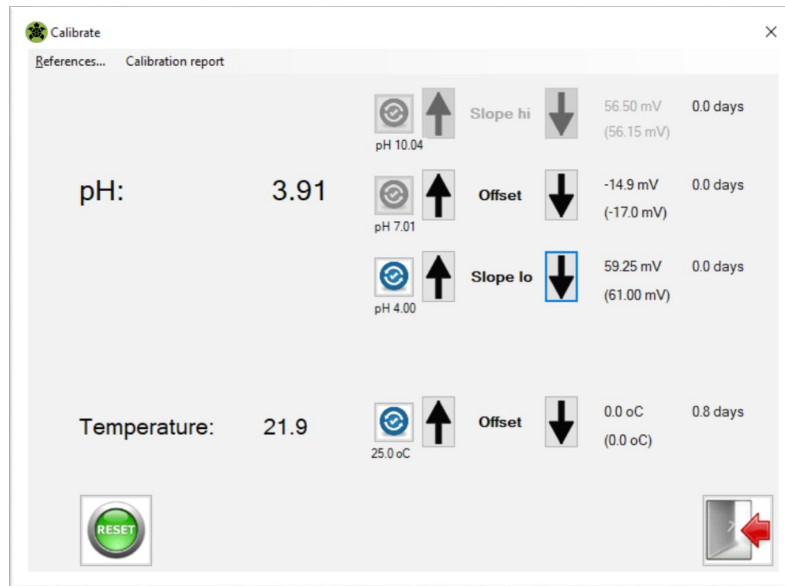 Calibrate
References... Calibration report
Slope hi 56.50 mV 0.0 days
(56.15 mV)
pH 10.04
pH: 3.91 Offset -14.9 mV 0.0 days
(-17.0 mV)
pH 7.01
Slope lo 59.25 mV 0.0 days
(61.00 mV)
pH 4.00
Temperature: 21.9 Offset 0.0 oC 0.8 days
(0.0 oC)
25.0 oC
RESET